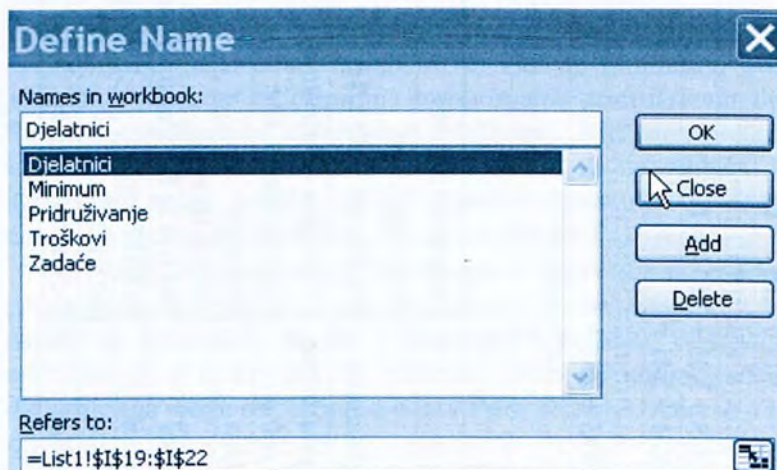 Define Name
Names in workbook:
Djelatnici
OK
Djelatnici
Minimum
Close
Pridruživanje
Troškovi
Add
Zadaće
Delete
Refers to:
=List1!$I$19:$I$22